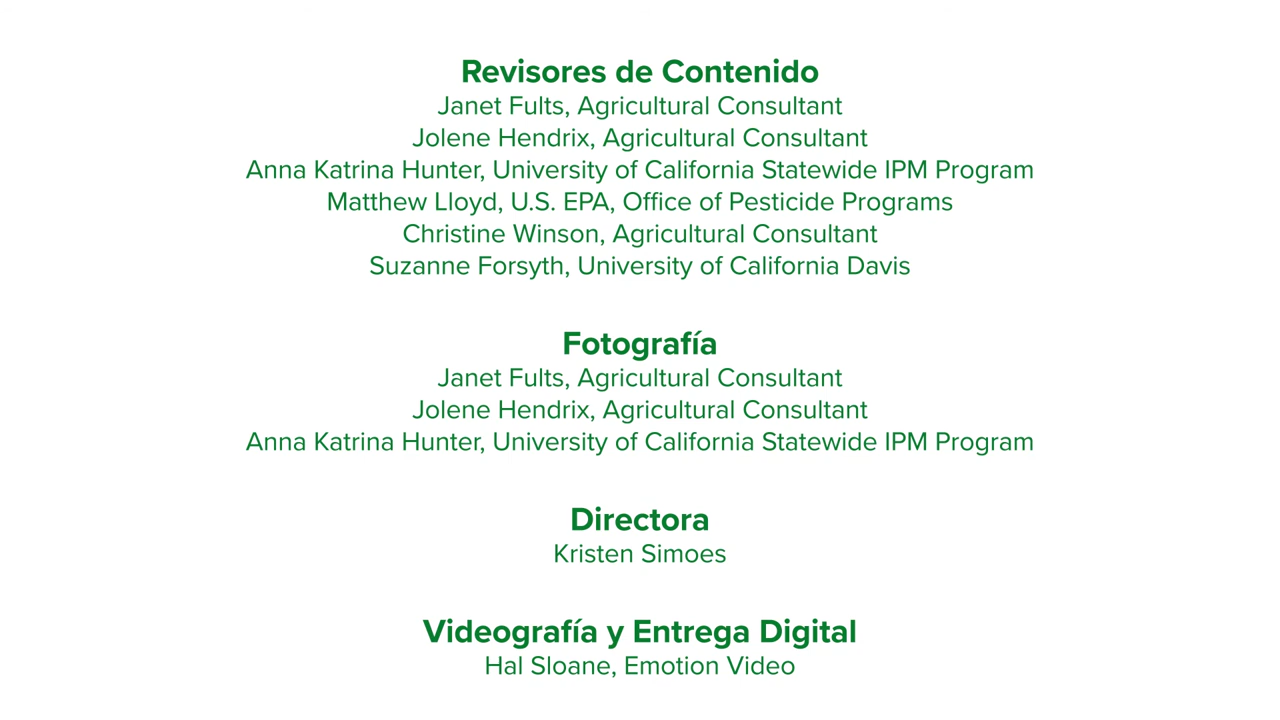 Revisores de Contenido
Janet Fults, Agricultural Consultant
Jolene Hendrix, Agricultural Consultant
Anna Katrina Hunter, University of California Statewide IPM Program
Matthew Lloyd, U.S. EPA, Office of Pesticide Programs
Christine Winson, Agricultural Consultant
Suzanne Forsyth, University of California Davis
Fotografía
Janet Fults, Agricultural Consultant
Jolene Hendrix, Agricultural Consultant
Anna Katrina Hunter, University of California Statewide IPM Program
Directora
Kristen Simoes
Videografía y Entrega Digital
Hal Sloane, Emotion Video